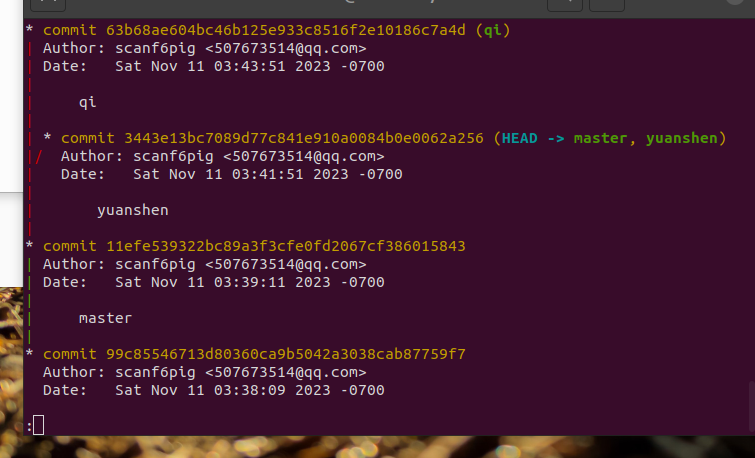 * commit 63b68ae604bc46b125e933c8516f2e10186c7a4d (qi)
| Author: scanf6pig <507673514@qq.com>
| Date:   Sat Nov 11 03:43:51 2023 -0700
|
|     qi
|
| * commit 3443e13bc7089d77c841e910a0084b0e0062a256 (HEAD -> master, yuanshen)
|/  Author: scanf6pig <507673514@qq.com>
|   Date:   Sat Nov 11 03:41:51 2023 -0700
|
|       yuanshen
|
* commit 11efe539322bc89a3f3cfe0fd2067cf386015843
| Author: scanf6pig <507673514@qq.com>
| Date:   Sat Nov 11 03:39:11 2023 -0700
|
|     master
|
* commit 99c85546713d80360ca9b5042a3038cab87759f7
  Author: scanf6pig <507673514@qq.com>
  Date:   Sat Nov 11 03:38:09 2023 -0700
: